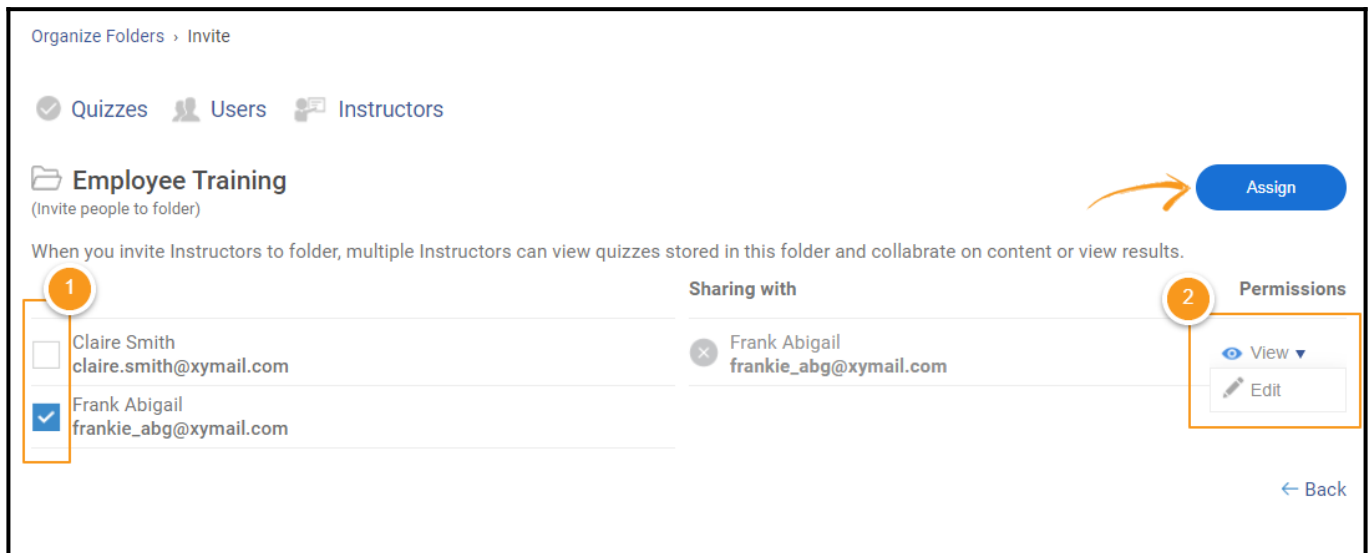 Organize Folders › Invite
Quizzes Users Instructors
Employee Training
Assign
(Invite people to folder)
When you invite Instructors to folder, multiple Instructors can view quizzes stored in this folder and collabrate on content or view results.
1
Sharing with
2
Permissions
Claire Smith
claire.smith@xymail.com
Frank Abigail
frankie_abg@xymail.com
View
Edit
Frank Abigail
frankie_abg@xymail.com
← Back